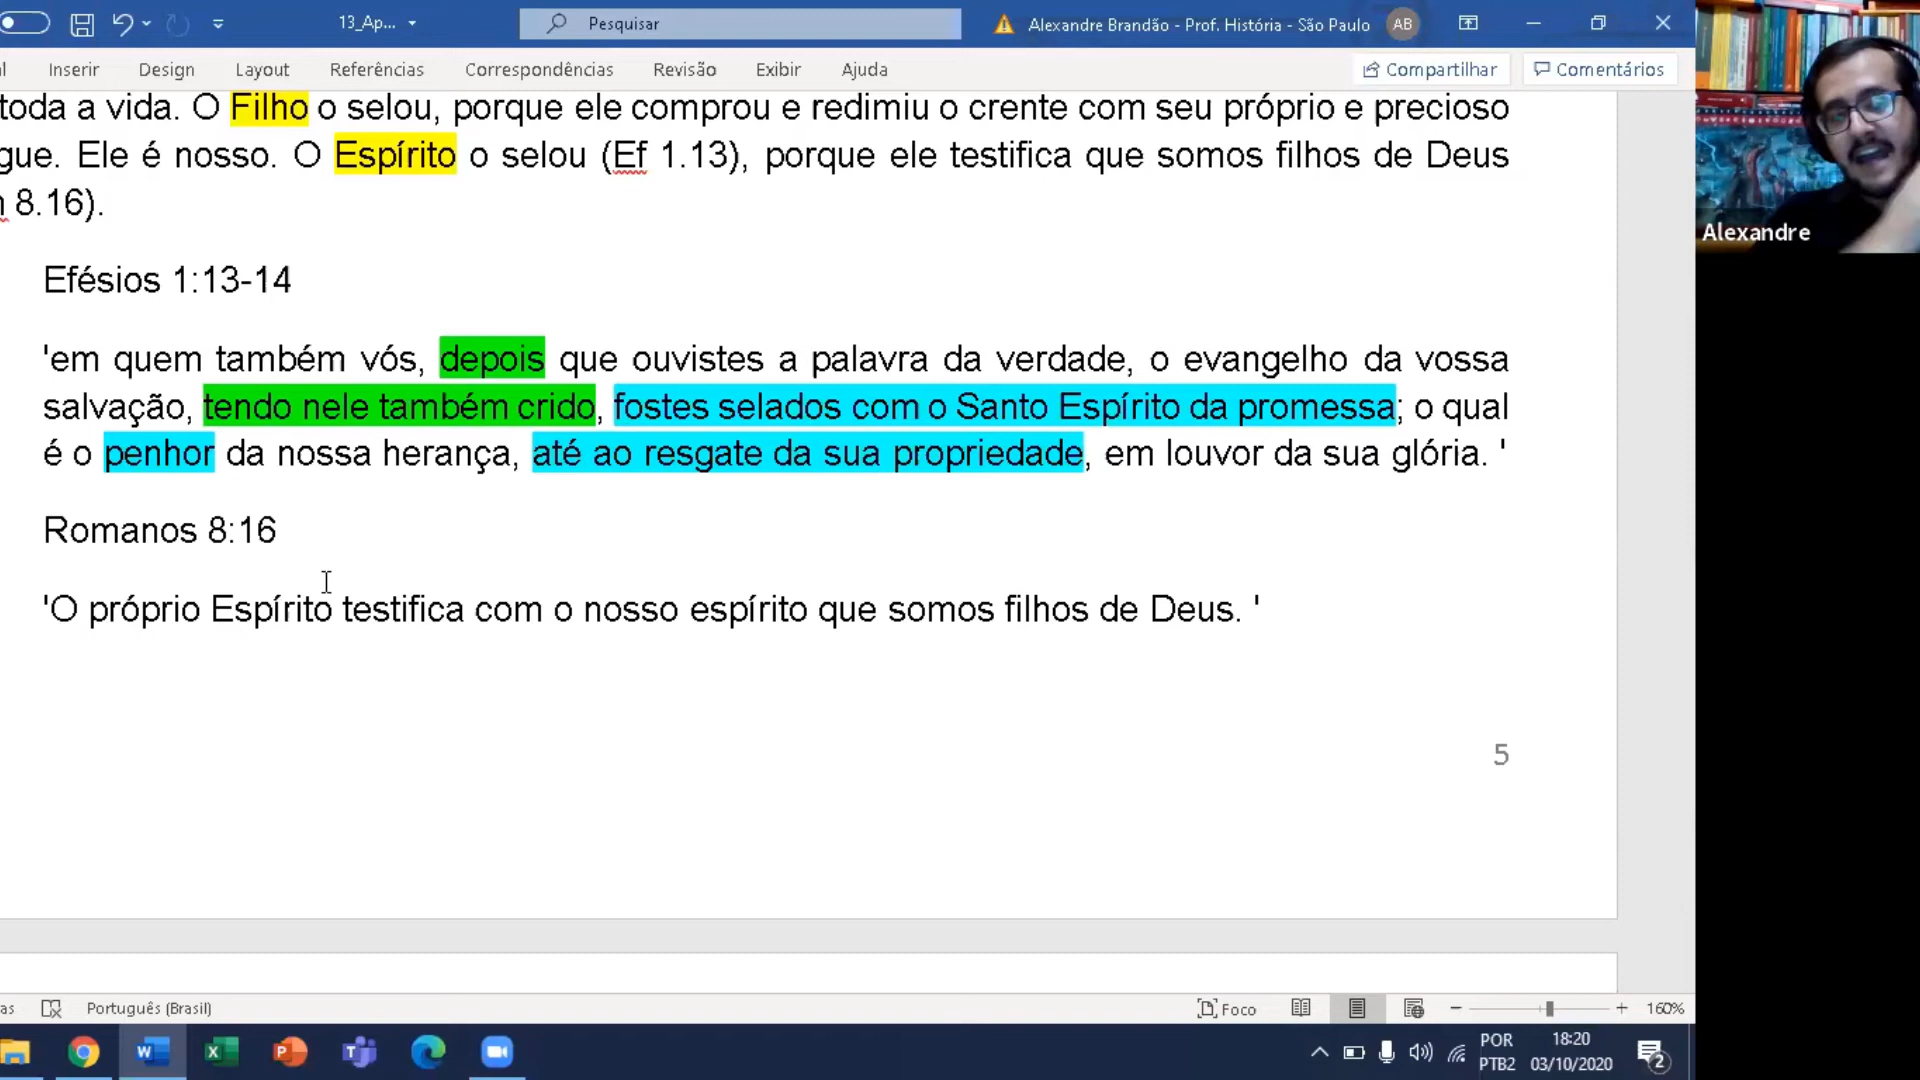 13_Ap...
Pesquisar
Alexandre Brandão - Prof. História - São Paulo
AB
Inserir
Design
Layout
Referências
Correspondências
Revisão
Exibir
Ajuda
Compartilhar
Comentários
toda a vida. O Filho o selou, porque ele comprou e redimiu o crente com seu próprio e precioso
gue. Ele é nosso. O Espírito o selou (Ef 1.13), porque ele testifica que somos filhos de Deus
8.16).
Alexandre
Efésios 1:13-14
'em quem também vós, depois que ouvistes a palavra da verdade, o evangelho da vossa
salvação, tendo nele também crido, fostes selados com o Santo Espírito da promessa; o qual
é o penhor da nossa herança, até ao resgate da sua propriedade, em louvor da sua glória. '
Romanos 8:16
'O próprio Espírito testifica com o nosso espírito que somos filhos de Deus. '
5
as
Português (Brasil)
Foco
160%
POR
PTB2
18:20
03/10/2020
2